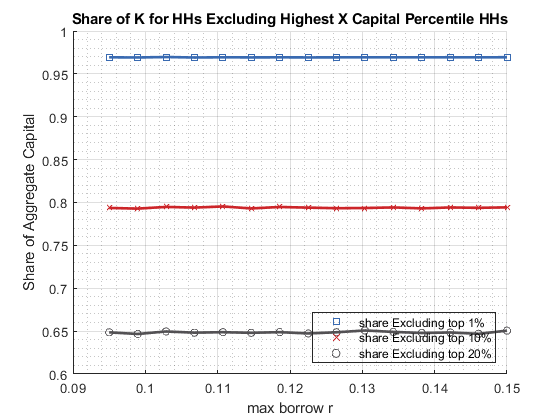 Share of K for HHs Excluding Highest X Capital Percentile HHs
1
0.95
0.9
0.85
0.8
0.75
0.7
0.65
0.6
Share of Aggregate Capital
share Excluding top 1%
share Excluding top 10%
share Excluding top 20%
0.09 0.1 0.11 0.12 0.13 0.14 0.15
max borrow r